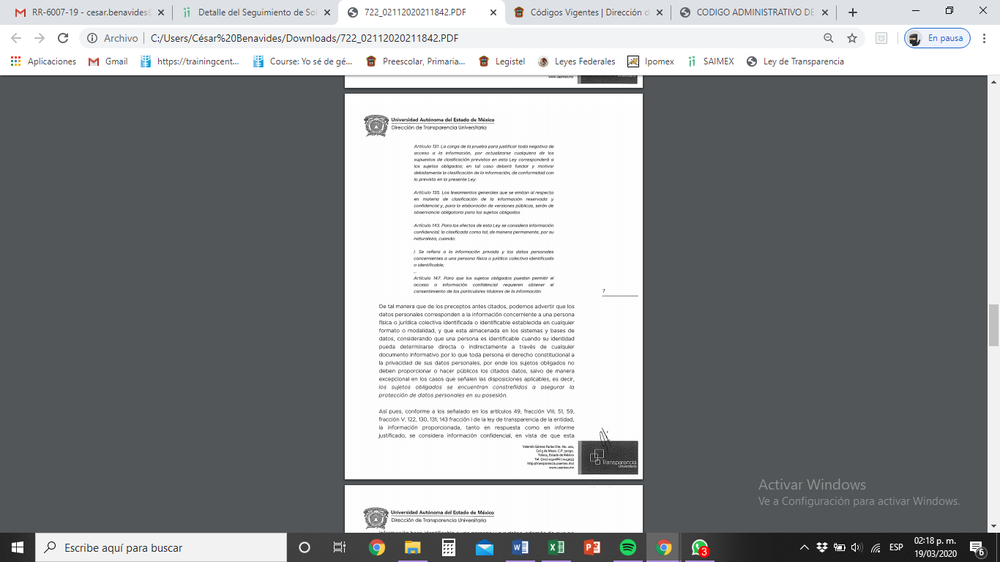 RR-6007-19 - cesar.benavides@
Detalle del Seguimiento de Sol
722_02112020211842.PDF
Códigos Vigentes | Dirección d
CODIGO ADMINISTRATIVO DE
Archivo
C:/Users/César%20Benavides/Downloads/722_02112020211842.PDF
En pausa
Aplicaciones
Gmail
https://trainingcent...
Course: Yo sé de gé...
Preescolar, Primaria...
Legistel
Leyes Federales
Ipomex
SAIMEX
Ley de Transparencia
www.uaemex.mx
Universidad Autónoma del Estado de México
Dirección de Transparencia Universitaria
Artículo 131. La carga de la prueba para justificar toda negativa de
acceso a la información, por actualizarse cualquiera de los
supuestos de clasificación previstos en esta Ley corresponderá a
los sujetos obligados; en tal caso deberá fundar y motivar
debidamente la clasificación de la información, de conformidad con
lo previsto en la presente Ley.
Artículo 135. Los lineamientos generales que se emitan al respecto
en materia de clasificación de la información reservada y
confidencial y, para la elaboración de versiones públicas, serán de
observancia obligatoria para los sujetos obligados.
Artículo 143. Para los efectos de esta Ley se considera información
confidencial, la clasificada como tal, de manera permanente, por su
naturaleza, cuando:
I. Se refiera a la información privada y los datos personales
concernientes a una persona física o jurídico colectiva identificada
o identificable;
...
Artículo 147. Para que los sujetos obligados puedan permitir el
acceso a información confidencial requieren obtener el
consentimiento de los particulares titulares de la información.
7
De tal manera que de los preceptos antes citados, podemos advertir que los
datos personales corresponden a la información concerniente a una persona
física o jurídica colectiva identificada o identificable establecida en cualquier
formato o modalidad, y que esta almacenada en los sistemas y bases de
datos, considerando que una persona es identificable cuando su identidad
pueda determinarse directa o indirectamente a través de cualquier
documento informativo por lo que toda persona el derecho constitucional a
la privacidad de sus datos personales, por ende los sujetos obligados no
deben proporcionar o hacer públicos los citados datos, salvo de manera
excepcional en los casos que señalen las disposiciones aplicables, es decir,
los sujetos obligados se encuentran constreñidos a asegurar la
protección de datos personales en su posesión.
Así pues, conforme a los señalado en los artículos 49, fracción VIII, 51, 59,
fracción V, 122, 130, 131, 143 fracción I de la ley de transparencia de la entidad,
la información proporcionada, tanto en respuesta como en informe
justificado, se considera información confidencial, en vista de que esta
Valentín Gómez Farías Ote. No. 200,
Col.5 de Mayo. C.P. 50090.
Toluca, Estado de México
http://transparencia.uaemex.mx/
www.uaemex.mx
Transparencia
Universitaria
Activar Windows
Ve a Configuración para activar Windows.
Universidad Autónoma del Estado de México
Dirección de Transparencia Universitaria
Escribe aquí para buscar
3
ESP
02:18 p. m.
19/03/2020
6